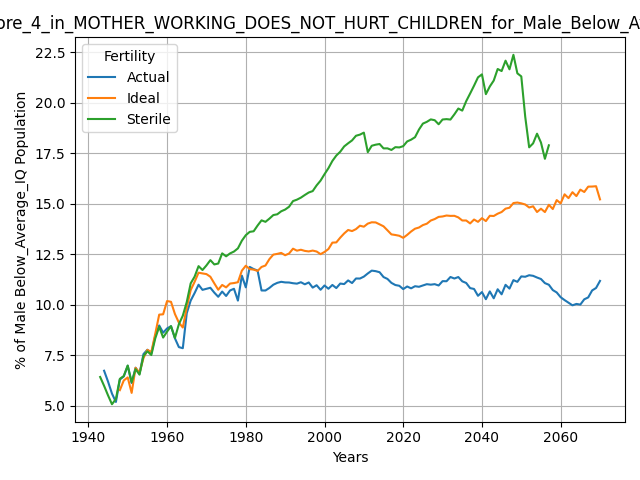 ore_4_in_MOTHER_WORKING_DOES_NOT_HURT_CHILDREN_for_Male_Below_A
Fertility
Actual
Ideal
Sterile
% of Male Below_Average_IQ Population
22.5
20.0
17.5
15.0
12.5
10.0
7.5
5.0
1940
1960
1980
2000
2020
2040
2060
Years